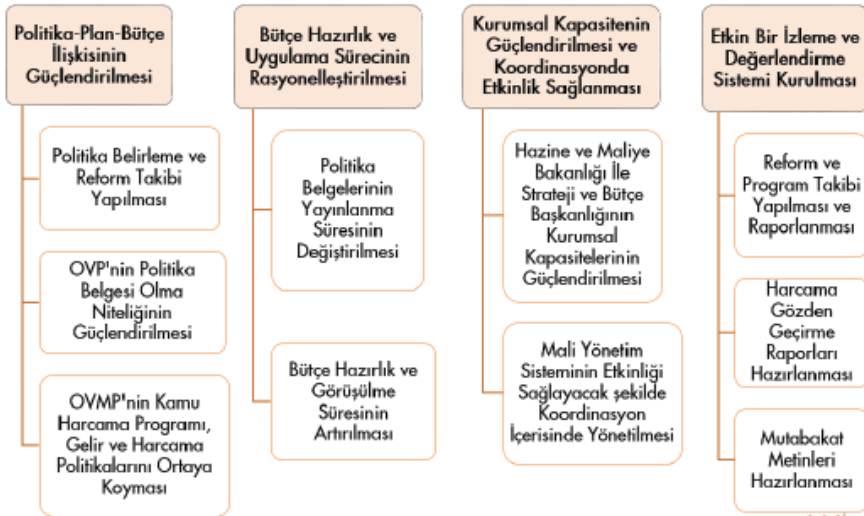 Politika-Plan-Bütçe
İlişkisinin
Güçlendirilmesi
Politika Belirleme ve
Reform Takibi
Yapılması
OVP'nin Politika
Belgesi Olma
Niteliğinin
Güçlendirilmesi
OVMP'nin Kamu
Harcama Programı,
Gelir ve Harcama
Politikalarını Ortaya
Koyması
Bütçe Hazırlık ve
Uygulama Sürecinin
Rasyonelleştirilmesi
Politika
Belgelerinin
Yayınlanma
Süresinin
Değiştirilmesi
Bütçe Hazırlık ve
Görüşülme
Süresinin
Artırılması
Kurumsal Kapasitenin
Güçlendirilmesi ve
Koordinasyonda
Etkinlik Sağlanması
Hazine ve Maliye
Bakanlığı İle
Strateji ve Bütçe
Başkanlığının
Kurumsal
Kapasitelerinin
Güçlendirilmesi
Mali Yönetim
Sisteminin Etkinliği
Sağlayacak şekilde
Koordinasyon
İçerisinde Yönetilmesi
Etkin Bir İzleme ve
Değerlendirme
Sistemi Kurulması
Reform ve
Program Takibi
Yapılması ve
Raporlanması
Harcama
Gözden
Geçirme
Raporları
Hazırlanması
Mutabakat
Metinleri
Hazırlanması